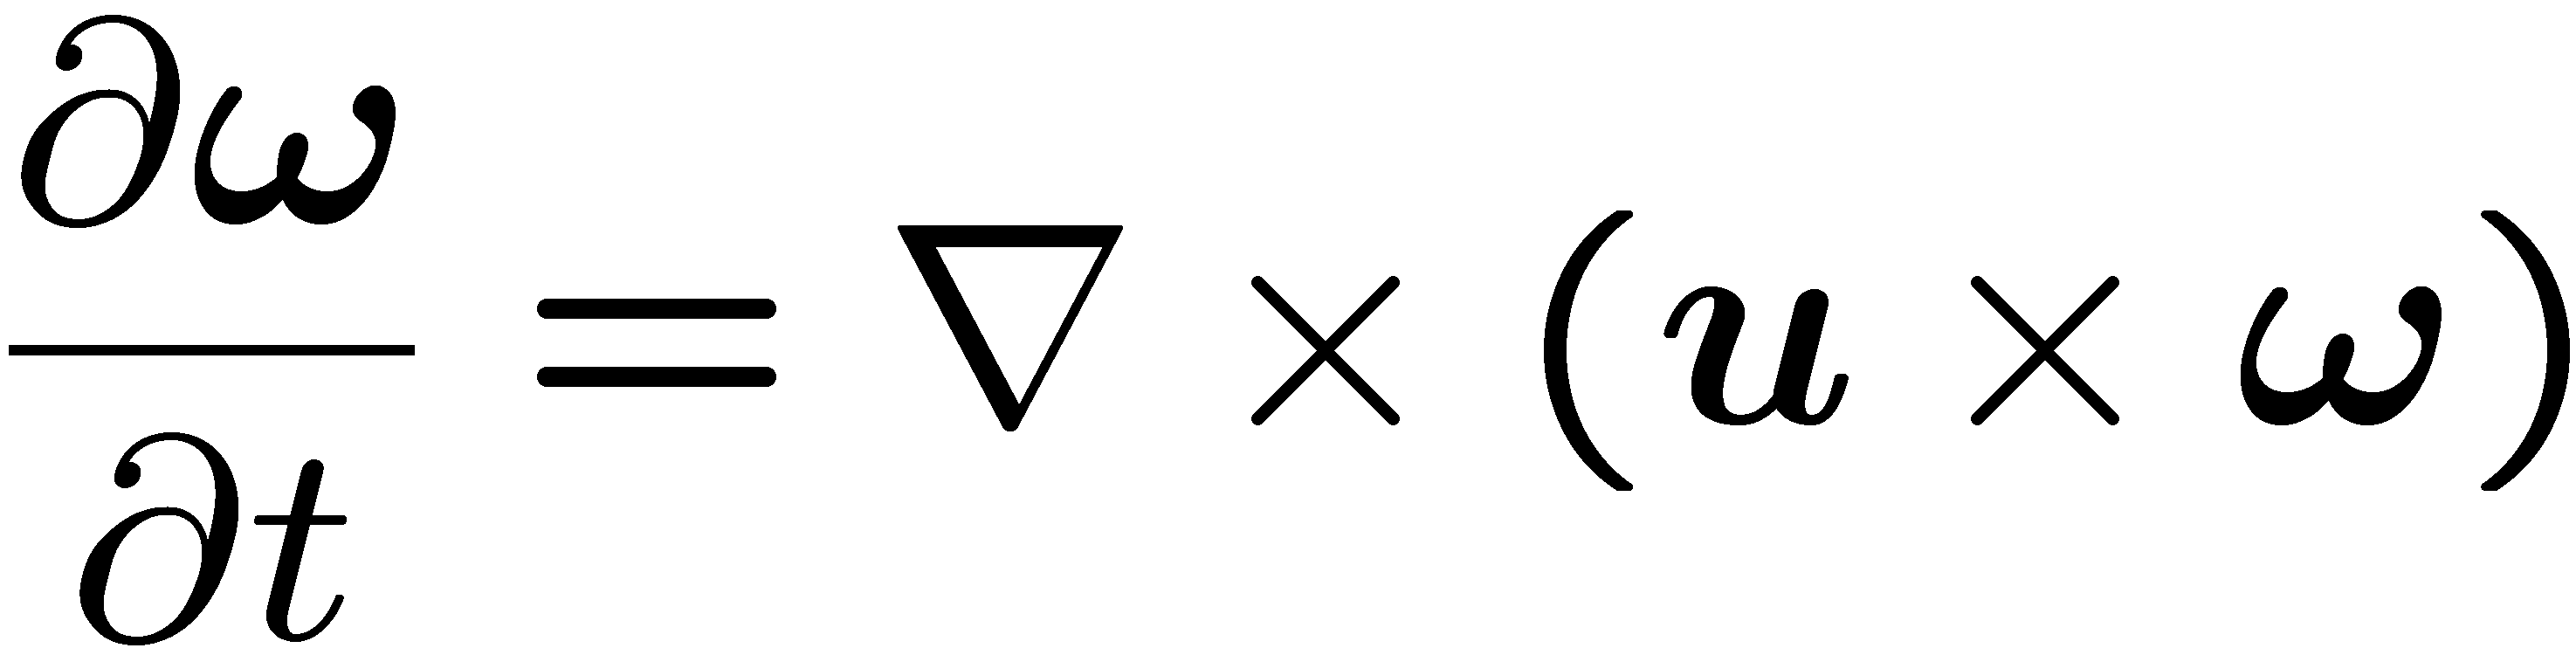 ∂𝝎/∂t = ∇ × (𝒖 × 𝝎)